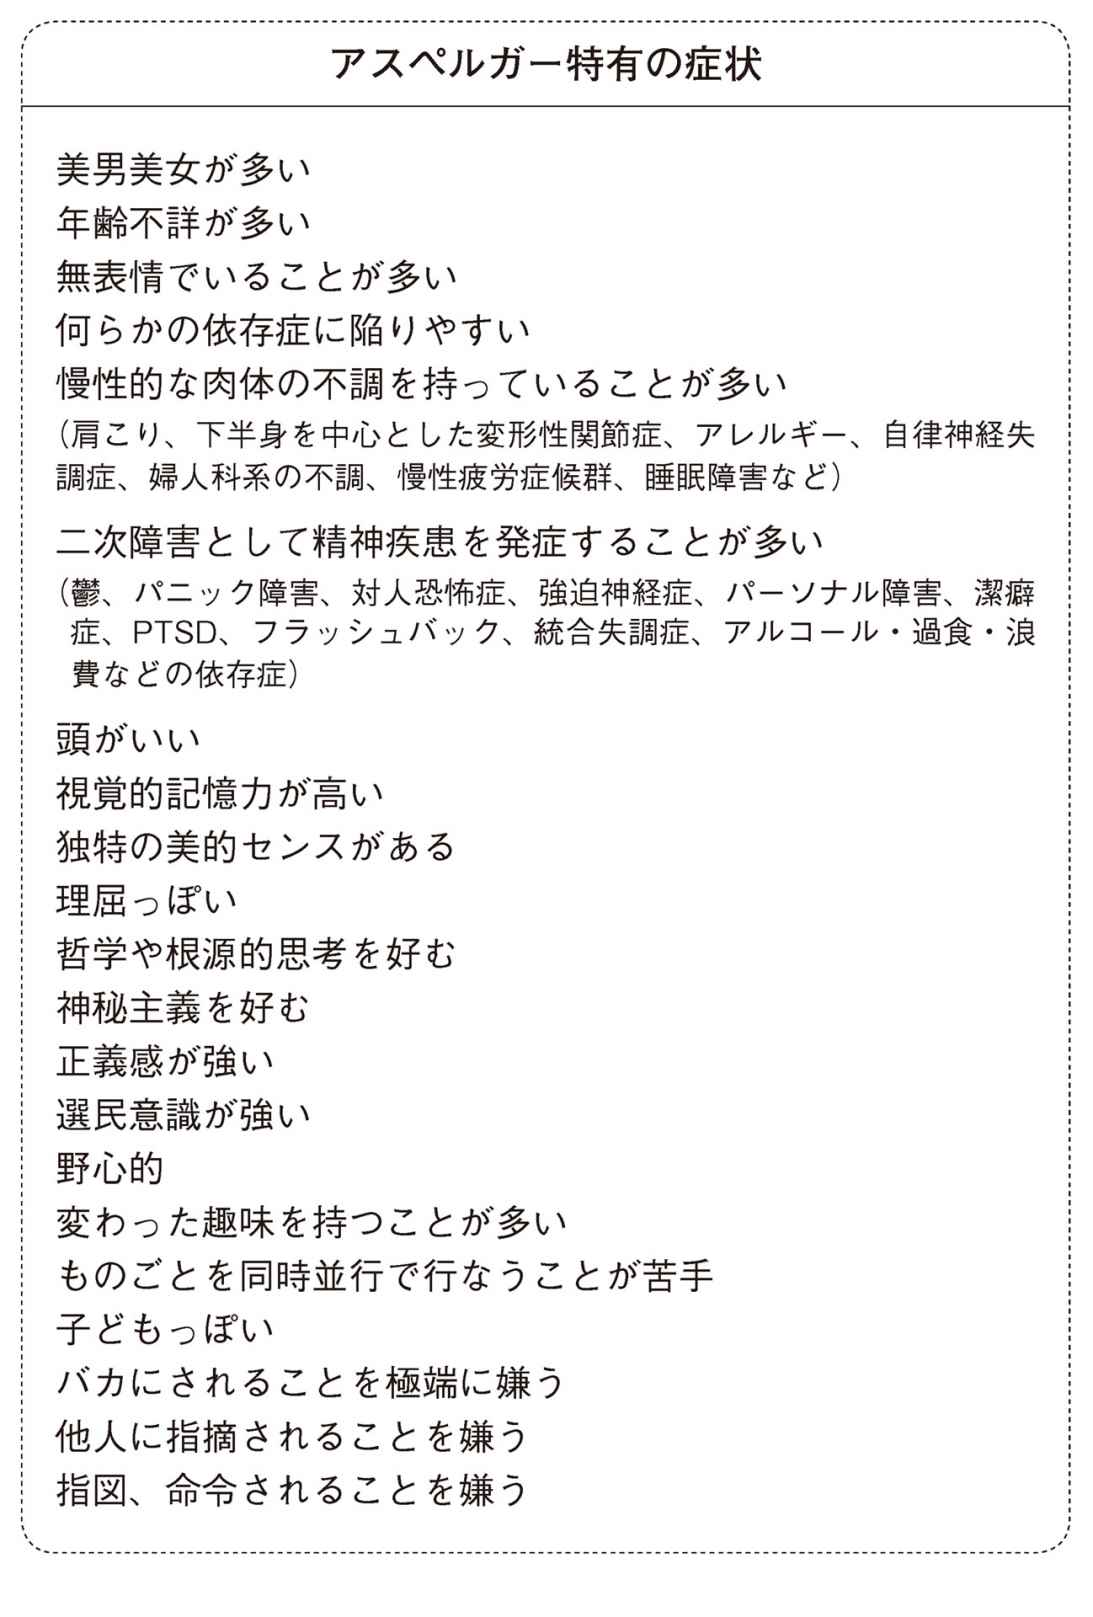 アスペルガー特有の症状
美男美女が多い
年齢不詳が多い
無表情でいることが多い
何らかの依存症に陥りやすい
慢性的な肉体の不調を持っていることが多い
（肩こり、下半身を中心とした変形性関節症、アレルギー、自律神経失
調症、婦人科系の不調、慢性疲労症候群、睡眠障害など）
二次障害として精神疾患を発症することが多い
（鬱、パニック障害、対人恐怖症、強迫神経症、パーソナル障害、潔癖
症、PTSD、フラッシュバック、統合失調症、アルコール・過食・浪
費などの依存症）
頭がいい
視覚的記憶力が高い
独特の美的センスがある
理屈っぽい
哲学や根源的思考を好む
神秘主義を好む
正義感が強い
選民意識が強い
野心的
変わった趣味を持つことが多い
ものごとを同時並行で行なうことが苦手
子どもっぽい
バカにされることを極端に嫌う
他人に指摘されることを嫌う
指図、命令されることを嫌う